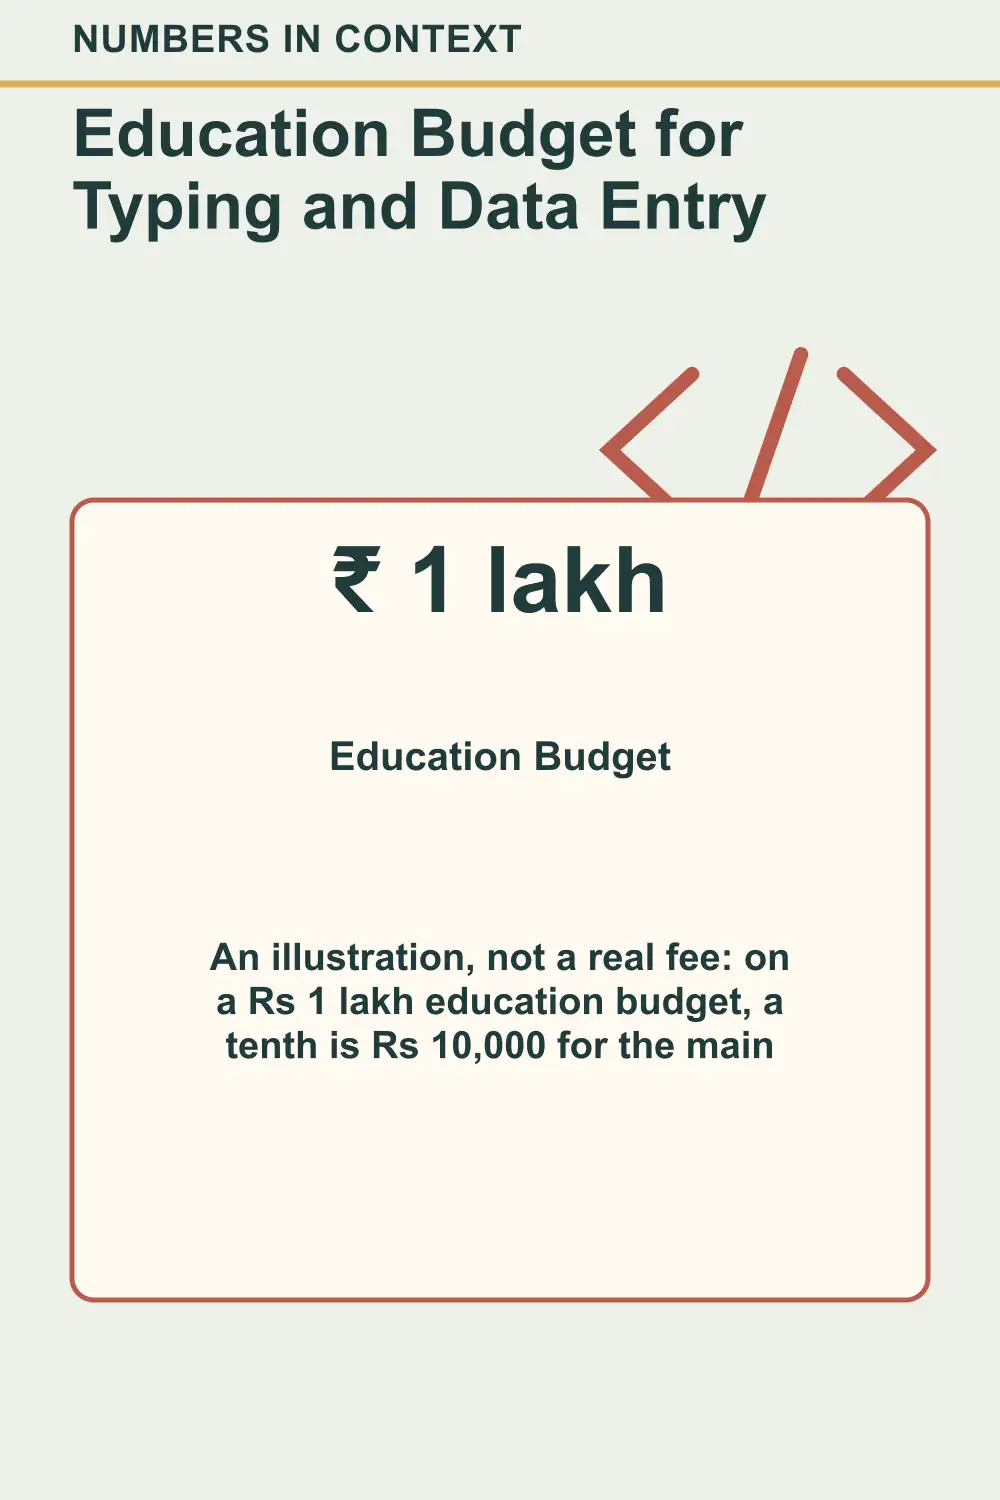 NUMBERS IN CONTEXT
Education Budget for
Typing and Data Entry
₹ 1 lakh
Education Budget
An illustration, not a real fee: on
a Rs 1 lakh education budget, a
tenth is Rs 10,000 for the main